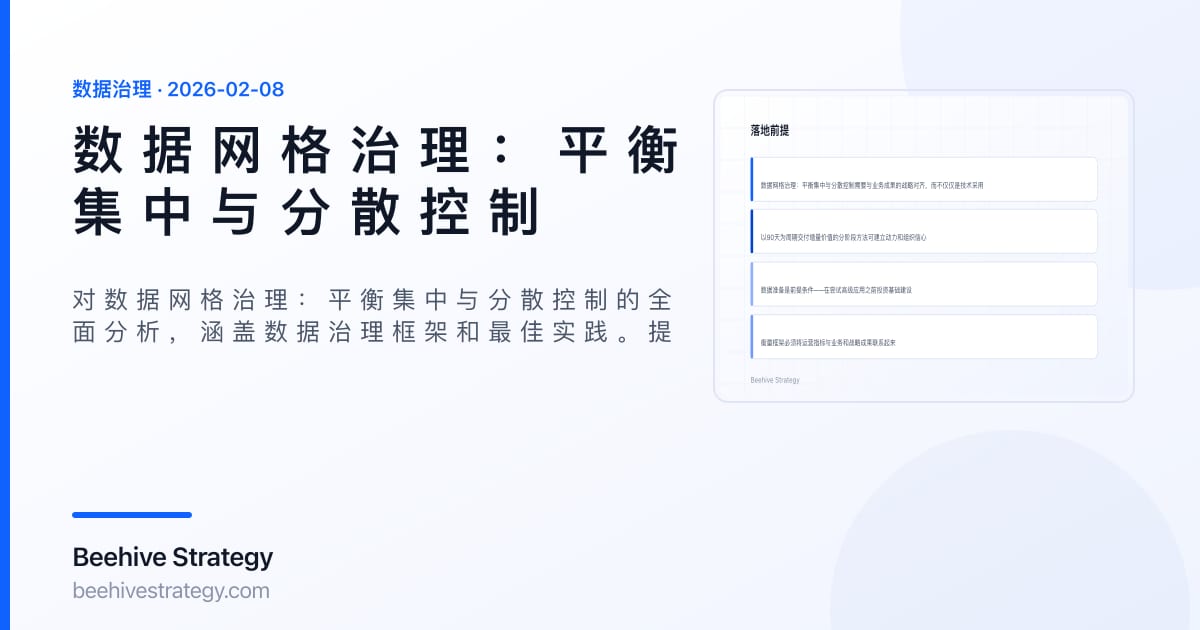 数据治理 · 2026-02-08
数据网格治理：平衡
集中与分散控制
对数据网格治理：平衡集中与分散控制的全
面分析，涵盖数据治理框架和最佳实践。提
落地前提
数据网格治理：平衡集中与分散控制需要与业务成果的战略对齐，而不仅仅是技术采用
以90天为周期交付增量价值的分阶段方法可建立动力和组织信心
数据准备是前提条件——在尝试高级应用之前投资基础建设
衡量框架必须将运营指标与业务和战略成果联系起来
Beehive Strategy
Beehive Strategy
beehivestrategy.com